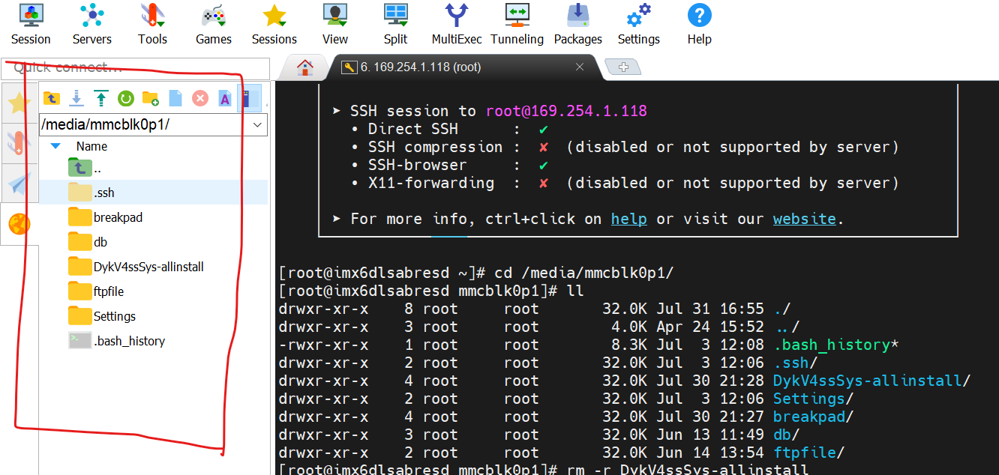 Session Servers Tools Games Sessions View Split MultiExec Tunneling Packages Settings Help
Quick connect...
6. 169.254.1.118 (root)
/media/mmcblk0p1/
Name
..
.ssh
breakpad
db
DykV4ssSys-allinstall
ftpfile
Settings
.bash_history
➤ SSH session to root@169.254.1.118
• Direct SSH : ✔
• SSH compression : ✘ (disabled or not supported by server)
• SSH-browser : ✔
• X11-forwarding : ✘ (disabled or not supported by server)
➤ For more info, ctrl+click on help or visit our website.
[root@imx6dlsabresd ~]# cd /media/mmcblk0p1/
[root@imx6dlsabresd mmcblk0p1]# ll
drwxr-xr-x 8 root root 32.0K Jul 31 16:55 ./
drwxr-xr-x 3 root root 4.0K Apr 24 15:52 ../
-rwxr-xr-x 1 root root 8.3K Jul 3 12:08 .bash_history*
drwxr-xr-x 2 root root 32.0K Jul 3 12:06 .ssh/
drwxr-xr-x 4 root root 32.0K Jul 30 21:28 DykV4ssSys-allinstall/
drwxr-xr-x 2 root root 32.0K Jul 3 12:06 Settings/
drwxr-xr-x 4 root root 32.0K Jul 30 21:27 breakpad/
drwxr-xr-x 3 root root 32.0K Jun 13 11:49 db/
drwxr-xr-x 2 root root 32.0K Jun 14 13:54 ftpfile/
[root@imx6dlsabresd mmcblk0p1]# rm -r DykV4ssSys-allinstall